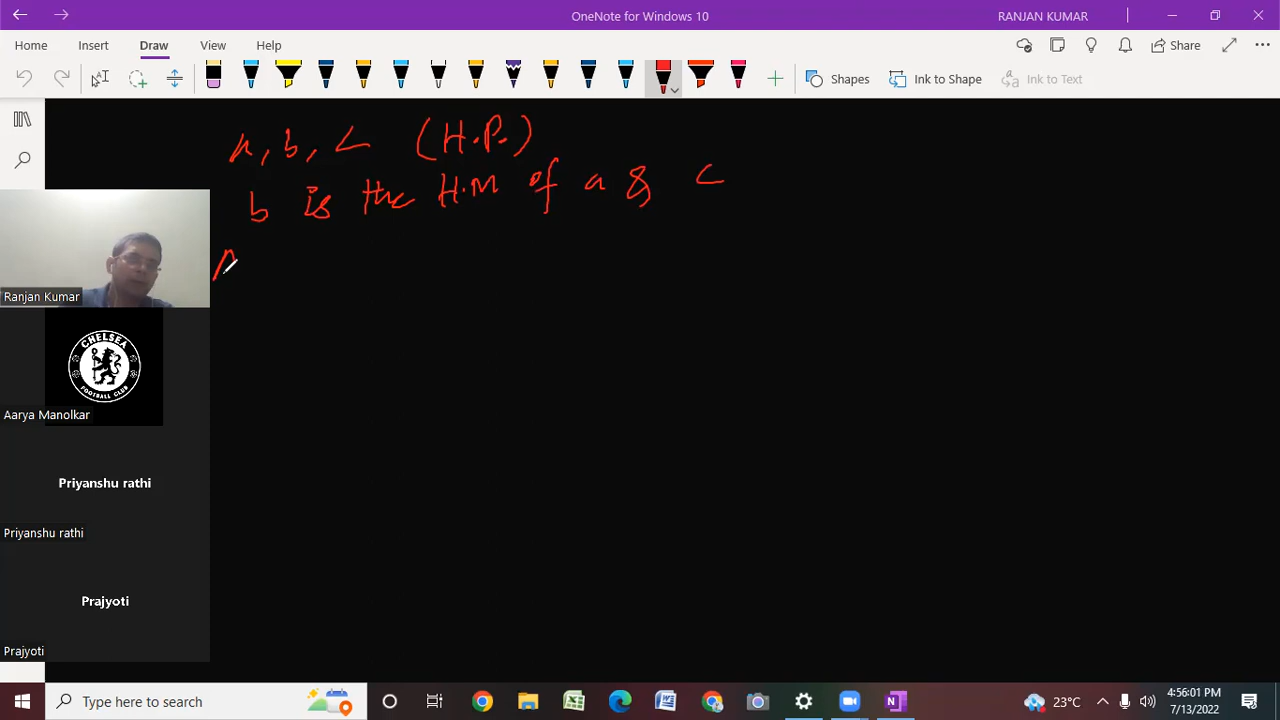 OneNote for Windows 10
RANJAN KUMAR
Home Insert Draw View Help
Share
Shapes
Ink to Shape
Ink to Text
a, b, c (H.P.)
b is the H.M of a & c
Ranjan Kumar
CHELSEA
FOOTBALL CLUB
Aarya Manolkar
Priyanshu rathi
Priyanshu rathi
Prajyoti
Prajyoti
Type here to search
23°C
4:56:01 PM
7/13/2022